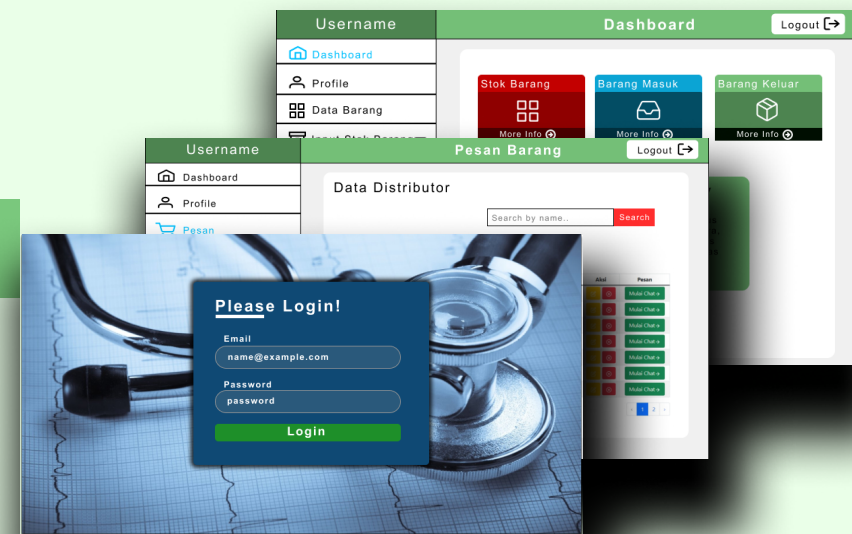 Username
Dashboard
Logout
Dashboard
Profile
Data Barang
Stok Barang
More Info
Barang Masuk
More Info
Barang Keluar
More Info
Username
Pesan Barang
Logout
Dashboard
Profile
Pesan
Data Distributor
Search by name..
Search
Pesan
Mulai Chat »
Mulai Chat »
Mulai Chat »
Mulai Chat »
Mulai Chat »
Mulai Chat »
Mulai Chat »
1 2
Please Login!
Email
name@example.com
Password
password
Login